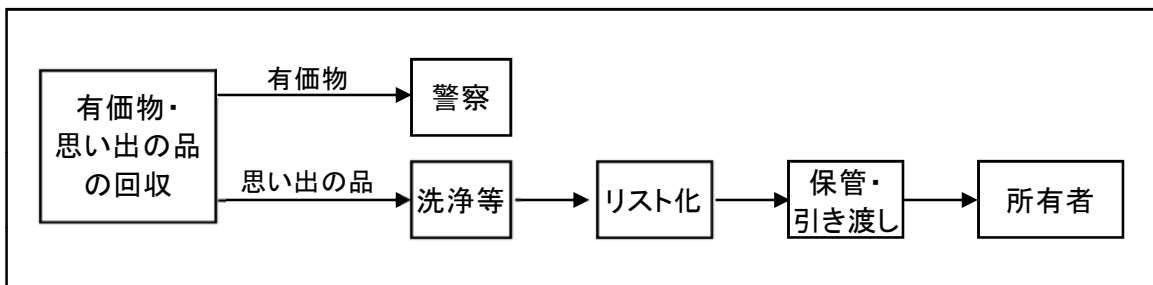 有価物・
思い出の品
の回収
有価物
警察
思い出の品
洗浄等
リスト化
保管・
引き渡し
所有者